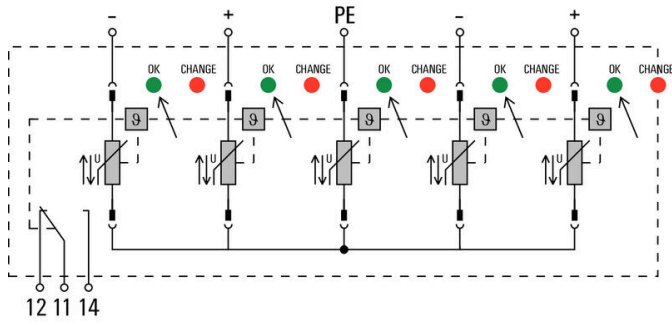 - + PE - +
OK CHANGE OK CHANGE OK CHANGE OK CHANGE OK CHANGE
ϑ ϑ ϑ ϑ ϑ
U U U U U
12 11 14